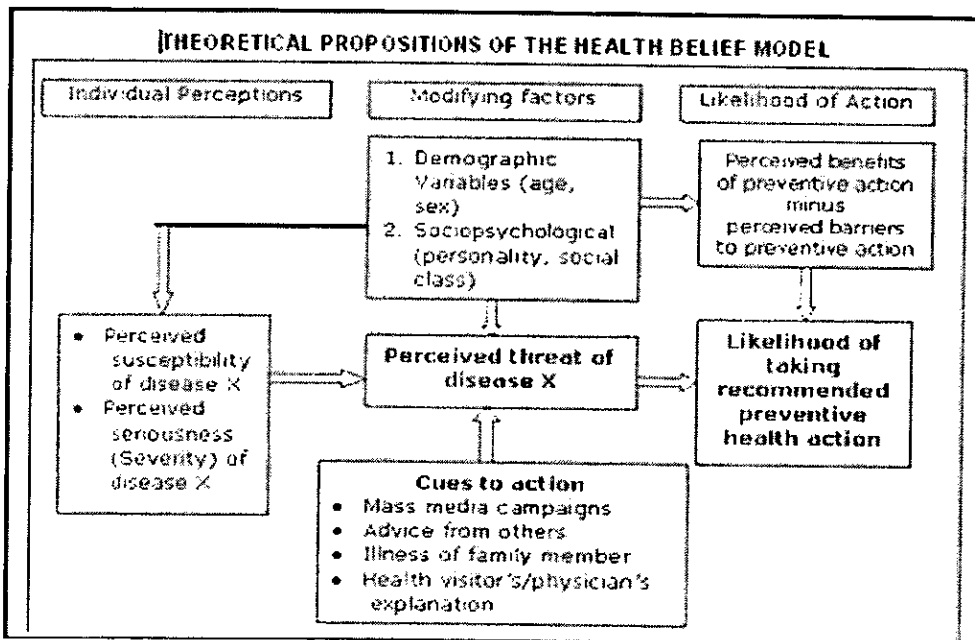 THEORETICAL PROPOSITIONS OF THE HEALTH BELIEF MODEL
Individual Perceptions
Modifying factors
Likelihood of Action
1. Demographic
Variables (age,
sex)
2. Sociopsychological
(personality, social
class)
Perceived benefits
of preventive action
minus
perceived barriers
to preventive action
• Perceived
susceptibility
of disease X
• Perceived
seriousness
(Severity) of
disease X
Perceived threat of
disease X
Likelihood of
taking
recommended
preventive
health action
Cues to action
• Mass media campaigns
• Advice from others
• Illness of family member
• Health visitor's/physician's
explanation